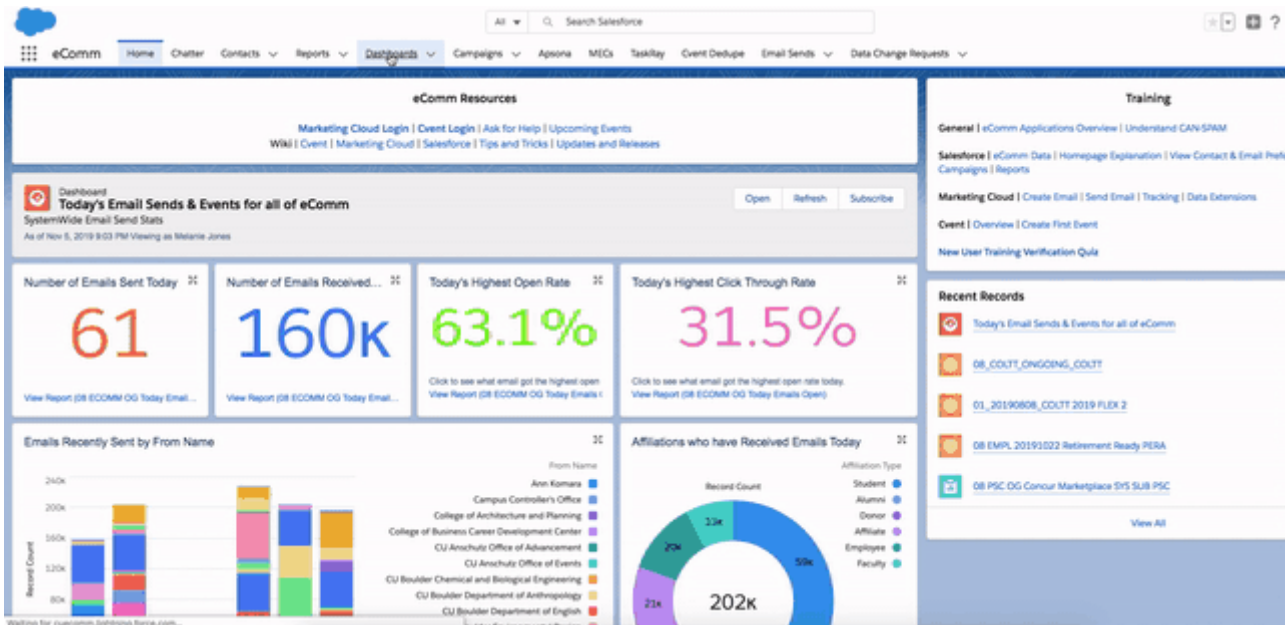 All
Search Salesforce
eComm Home Chatter Contacts Reports Dashboards Campaigns Apsona MECs TaskRay Cvent Dedupe Email Sends Data Change Requests
eComm Resources
Marketing Cloud Login | Cvent Login | Ask for Help | Upcoming Events
Wiki | Cvent | Marketing Cloud | Salesforce | Tips and Tricks | Updates and Releases
Dashboard
Today's Email Sends & Events for all of eComm
SystemWide Email Send Stats
As of Nov 5, 2019 9:03 PM Viewing as Melanie Jones
Open Refresh Subscribe
Number of Emails Sent Today
61
View Report (08 ECOMM OG Today Email...
Number of Emails Received...
160K
View Report (08 ECOMM OG Today Email...
Today's Highest Open Rate
63.1%
Click to see what email got the highest open
View Report (08 ECOMM OG Today Emails (
Today's Highest Click Through Rate
31.5%
Click to see what email got the highest open rate today.
View Report (08 ECOMM OG Today Emails Open)
Emails Recently Sent by From Name
Record Count
240K
200K
160K
120K
80K
From Name
Ann Komara
Campus Controller's Office
College of Architecture and Planning
College of Business Career Development Center
CU Anschutz Office of Advancement
CU Anschutz Office of Events
CU Boulder Chemical and Biological Engineering
CU Boulder Department of Anthropology
CU Boulder Department of English
Affiliations who have Received Emails Today
Record Count
13K
20K
21K
59K
202K
Affiliation Type
Student
Alumni
Donor
Affiliate
Employee
Faculty
Training
General | eComm Applications Overview | Understand CAN-SPAM
Salesforce | eComm Data | Homepage Explanation | View Contact & Email Prefe
Campaigns | Reports
Marketing Cloud | Create Email | Send Email | Tracking | Data Extensions
Cvent | Overview | Create First Event
New User Training Verification Quiz
Recent Records
Today's Email Sends & Events for all of eComm
08_COLTT_ONGOING_COLTT
01_20190808_COLTT 2019 FLEX 2
08 EMPL 20191022 Retirement Ready PERA
08 PSC OG Concur Marketplace SYS SUB PSC
View All